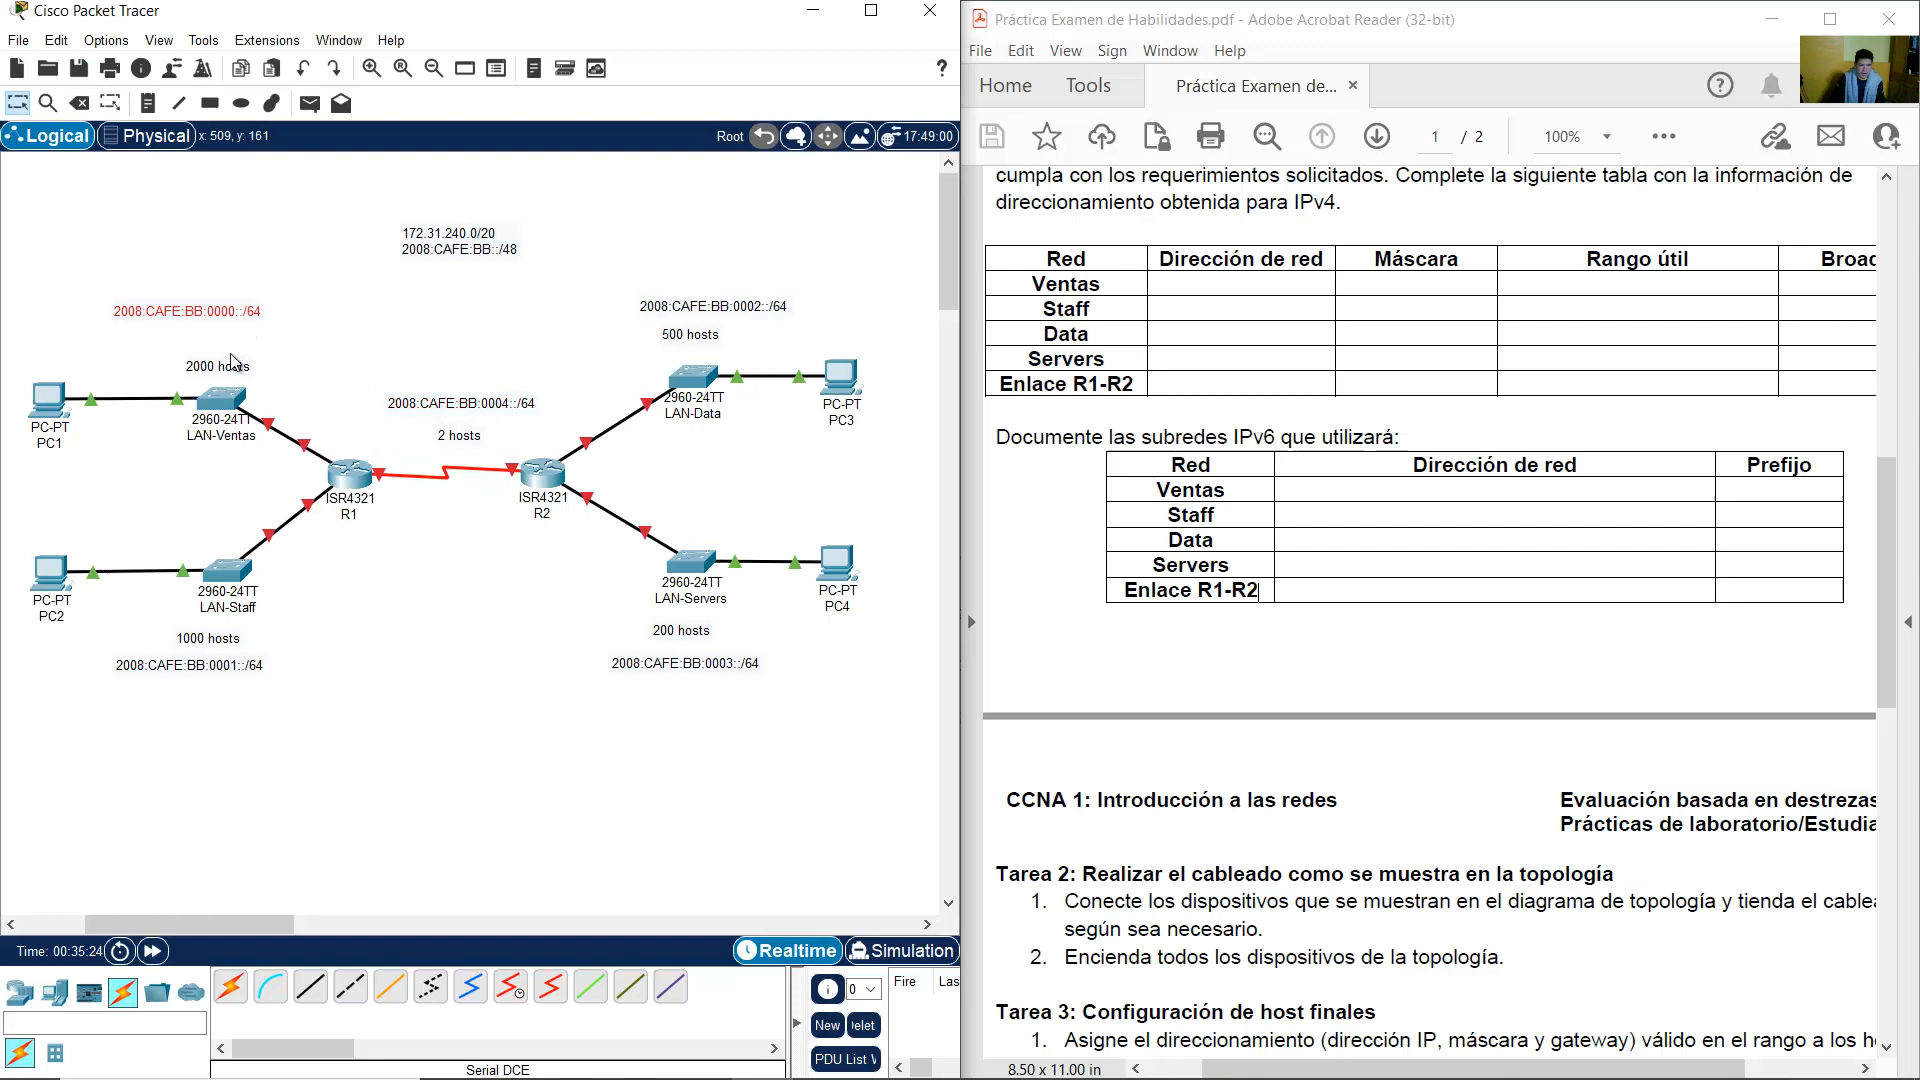 Cisco Packet Tracer
File Edit Options View Tools Extensions Window Help
?
Logical Physical x: 509, y: 161 Root 17:49:00
172.31.240.0/20
2008:CAFE:BB::/48
2008:CAFE:BB:0000::/64
2008:CAFE:BB:0002::/64
500 hosts
2000 hosts
2008:CAFE:BB:0004::/64
2 hosts
PC-PT
PC1
2960-24TT
LAN-Ventas
2960-24TT
LAN-Data
PC-PT
PC3
ISR4321
R1
ISR4321
R2
PC-PT
PC2
2960-24TT
LAN-Staff
2960-24TT
LAN-Servers
PC-PT
PC4
1000 hosts
2008:CAFE:BB:0001::/64
200 hosts
2008:CAFE:BB:0003::/64
Time: 00:35:24 Realtime Simulation
0 Fire Las
New elet
PDU List
Serial DCE
Práctica Examen de Habilidades.pdf - Adobe Acrobat Reader (32-bit)
File Edit View Sign Window Help
Home Tools Práctica Examen de... ×
1 / 2 100%
cumpla con los requerimientos solicitados. Complete la siguiente tabla con la información de
direccionamiento obtenida para IPv4.
Red Dirección de red Máscara Rango útil Broad
Ventas
Staff
Data
Servers
Enlace R1-R2
Documente las subredes IPv6 que utilizará:
Red Dirección de red Prefijo
Ventas
Staff
Data
Servers
Enlace R1-R2
CCNA 1: Introducción a las redes
Evaluación basada en destrezas
Prácticas de laboratorio/Estudia
Tarea 2: Realizar el cableado como se muestra en la topología
1. Conecte los dispositivos que se muestran en el diagrama de topología y tienda el cablea
según sea necesario.
2. Encienda todos los dispositivos de la topología.
Tarea 3: Configuración de host finales
1. Asigne el direccionamiento (dirección IP, máscara y gateway) válido en el rango a los h
8.50 x 11.00 in